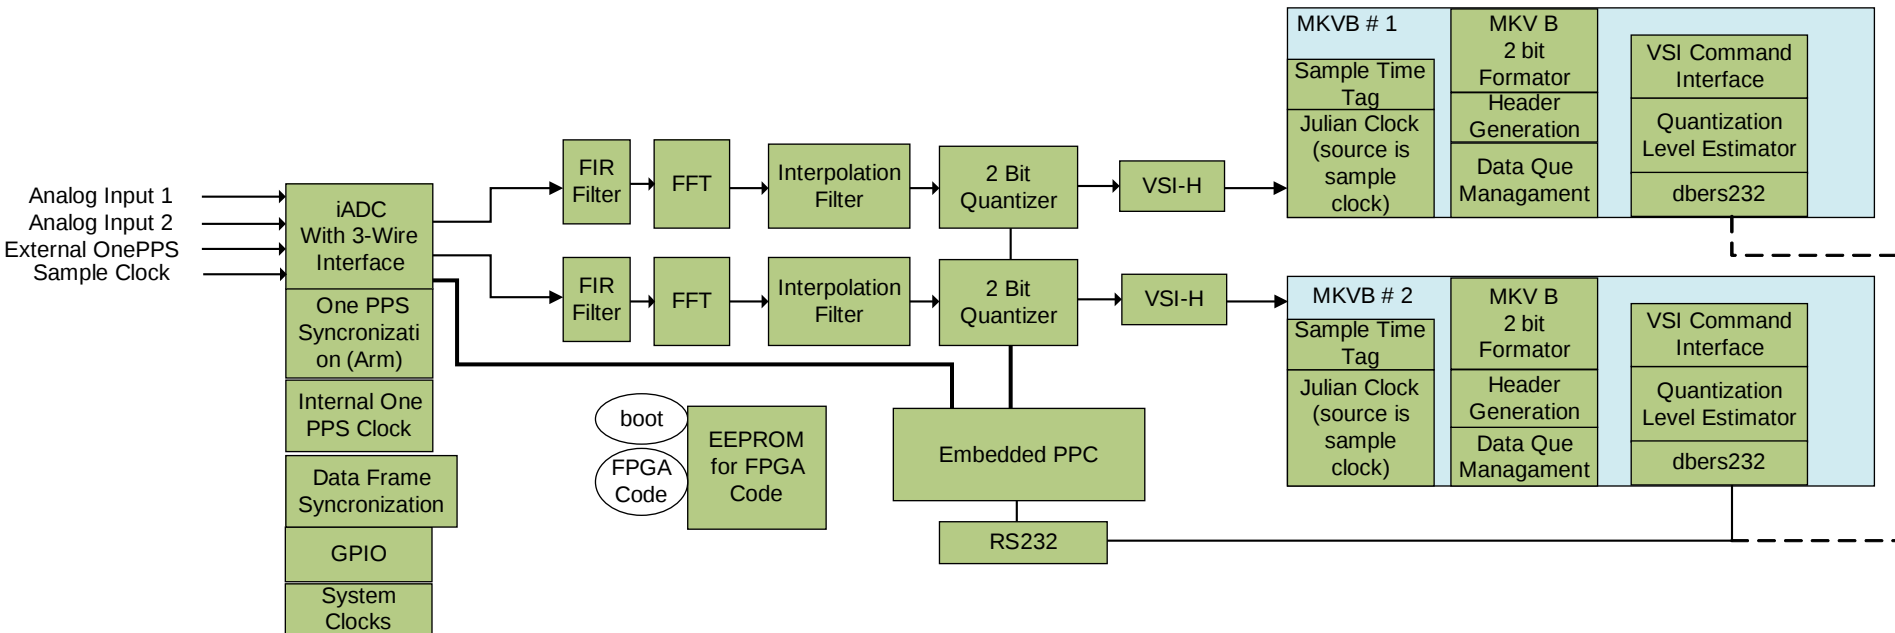 Analog Input 1
Analog Input 2
External OnePPS
Sample Clock
iADC
With 3-Wire
Interface
One PPS
Syncronizati
on (Arm)
Internal One
PPS Clock
Data Frame
Syncronization
GPIO
System
Clocks
FIR
Filter
FFT
Interpolation
Filter
2 Bit
Quantizer
VSI-H
FIR
Filter
FFT
Interpolation
Filter
2 Bit
Quantizer
VSI-H
boot
FPGA
Code
EEPROM
for FPGA
Code
Embedded PPC
RS232
MKVB # 1
Sample Time
Tag
Julian Clock
(source is
sample
clock)
MKV B
2 bit
Formator
Header
Generation
Data Que
Managament
VSI Command
Interface
Quantization
Level Estimator
dbers232
MKVB # 2
Sample Time
Tag
Julian Clock
(source is
sample
clock)
MKV B
2 bit
Formator
Header
Generation
Data Que
Managament
VSI Command
Interface
Quantization
Level Estimator
dbers232